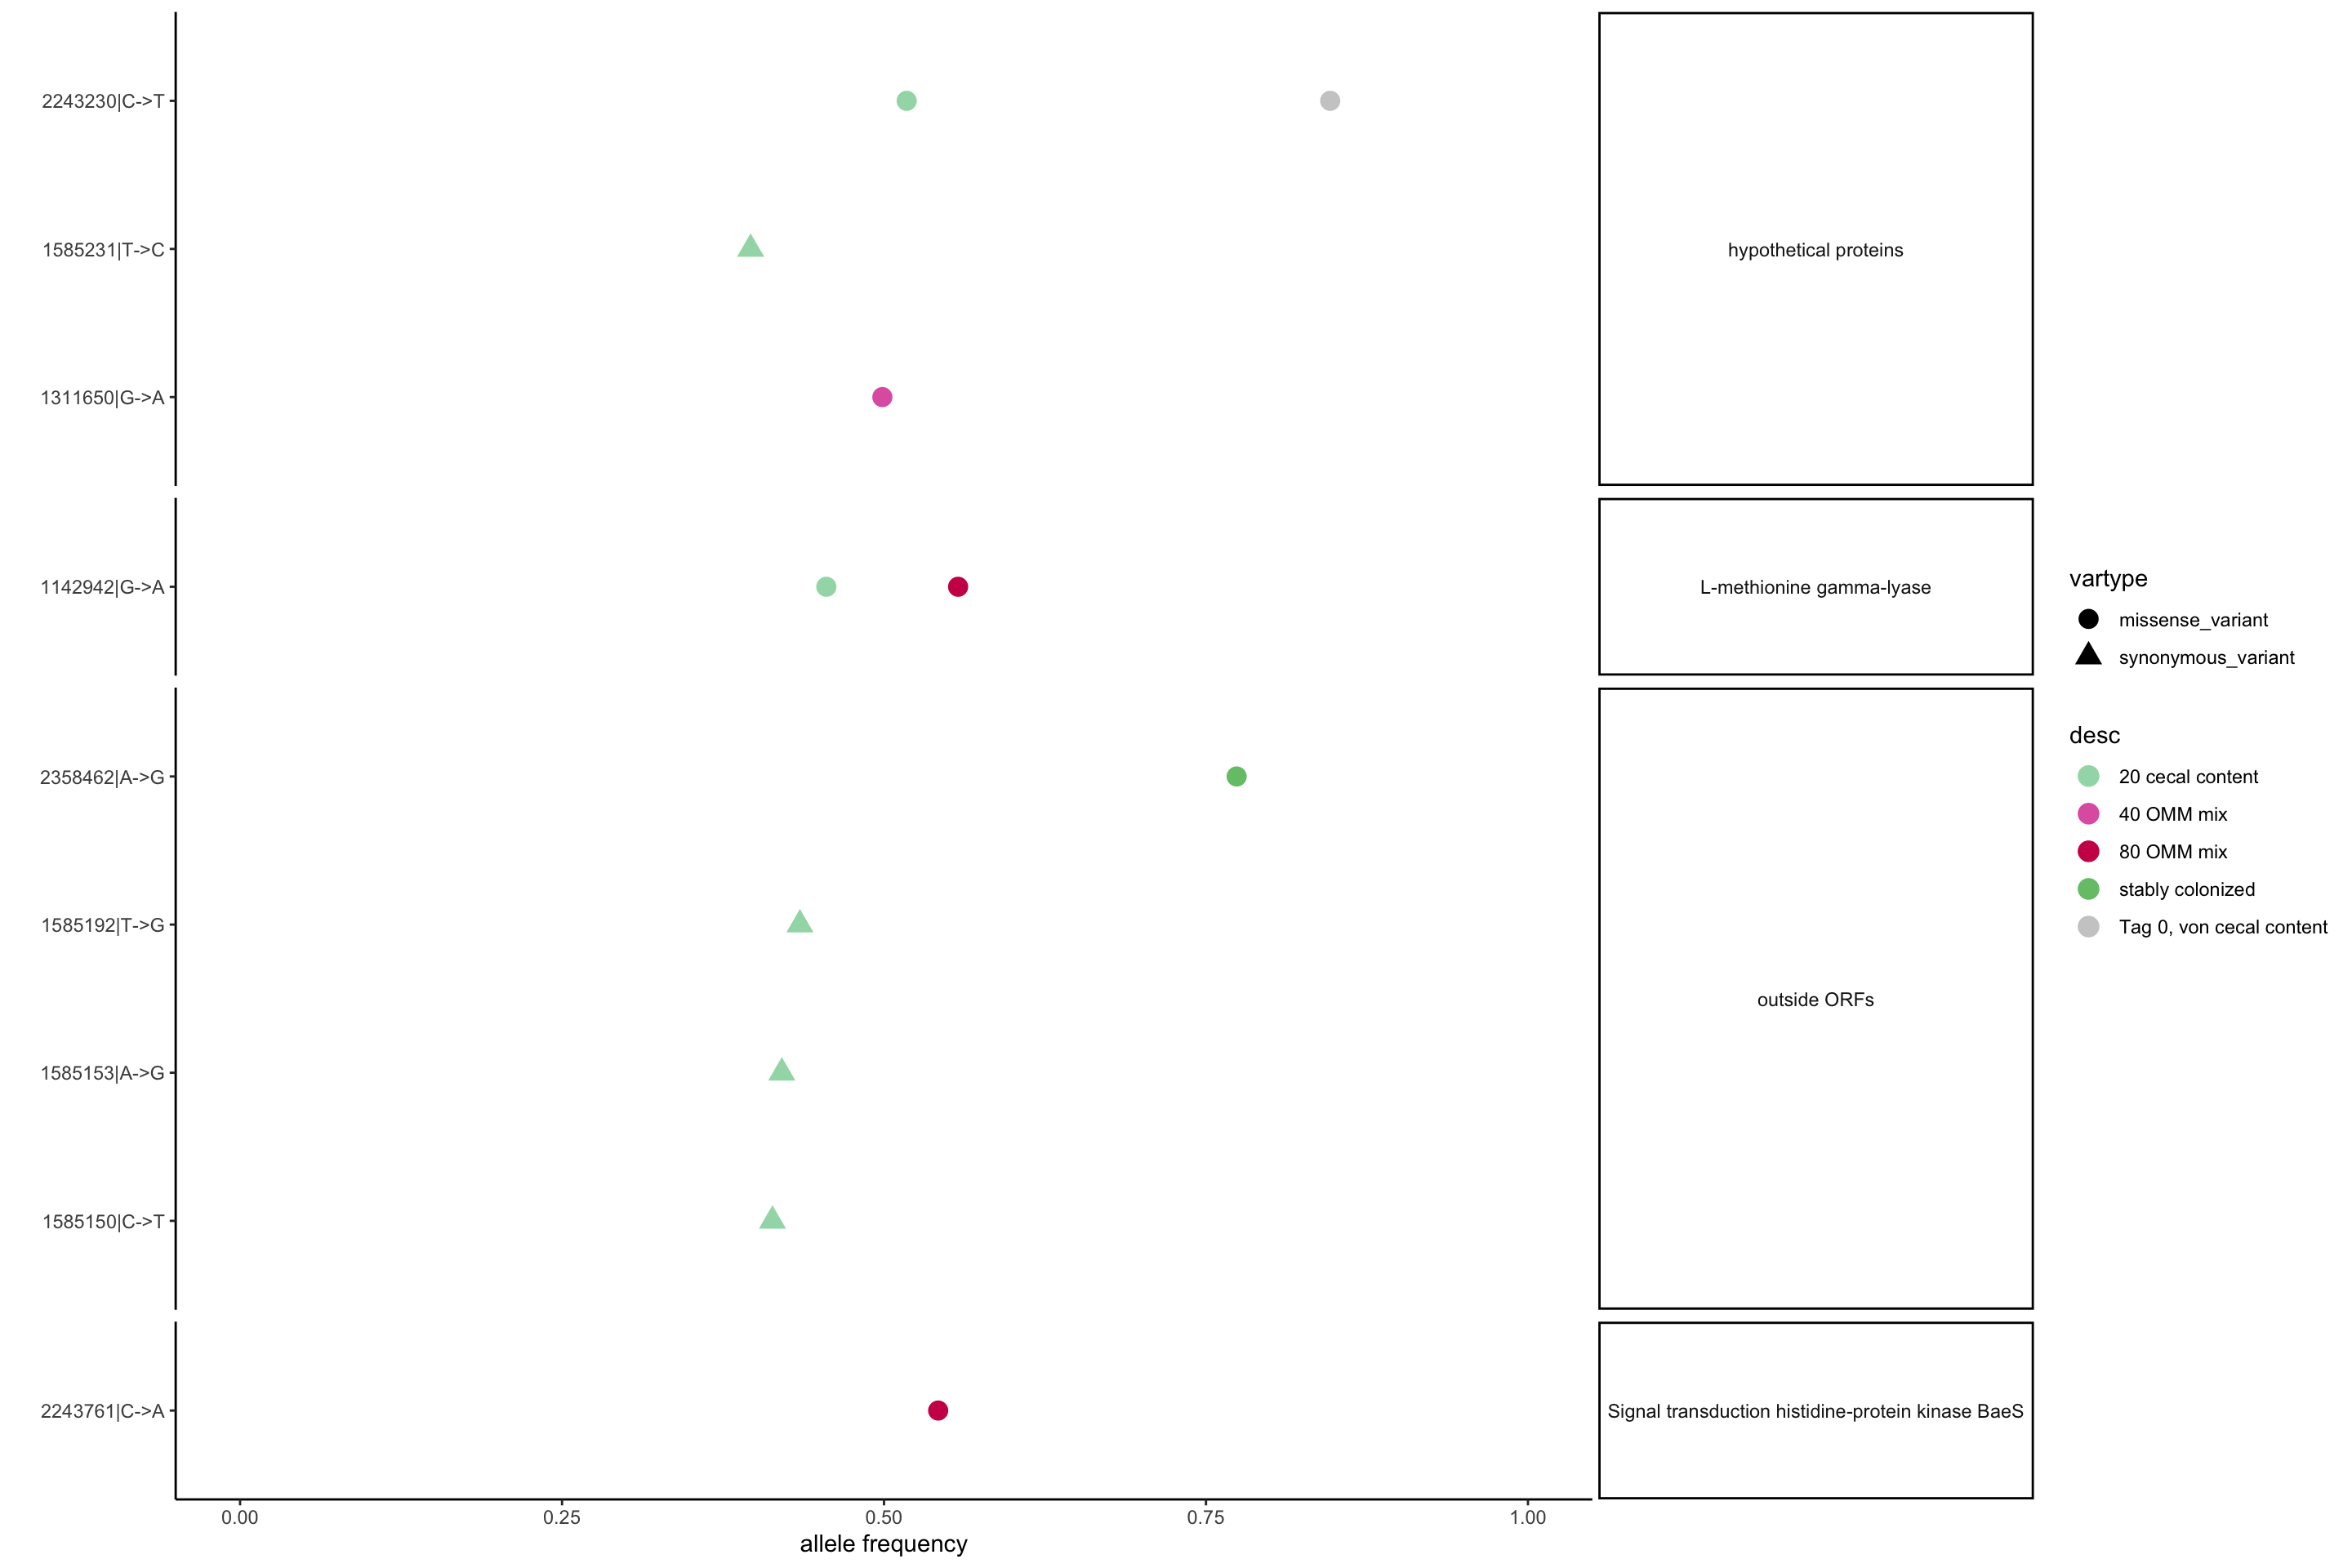 2243230|C->T
1585231|T->C
hypothetical proteins
1311650|G->A
1142942|G->A
L-methionine gamma-lyase
2358462|A->G
1585192|T->G
outside ORFs
1585153|A->G
1585150|C->T
2243761|C->A
Signal transduction histidine-protein kinase BaeS
0.00 0.25 0.50 0.75 1.00
allele frequency
vartype
missense_variant
synonymous_variant
desc
20 cecal content
40 OMM mix
80 OMM mix
stably colonized
Tag 0, von cecal content